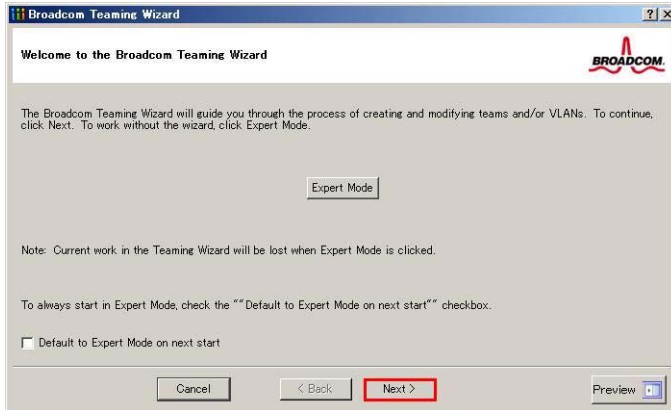 Broadcom Teaming Wizard
Welcome to the Broadcom Teaming Wizard
BROADCOM.
The Broadcom Teaming Wizard will guide you through the process of creating and modifying teams and/or VLANs. To continue,
click Next. To work without the wizard, click Expert Mode.
Expert Mode
Note: Current work in the Teaming Wizard will be lost when Expert Mode is clicked.
To always start in Expert Mode, check the ""Default to Expert Mode on next start"" checkbox.
Default to Expert Mode on next start
Cancel
< Back
Next >
Preview